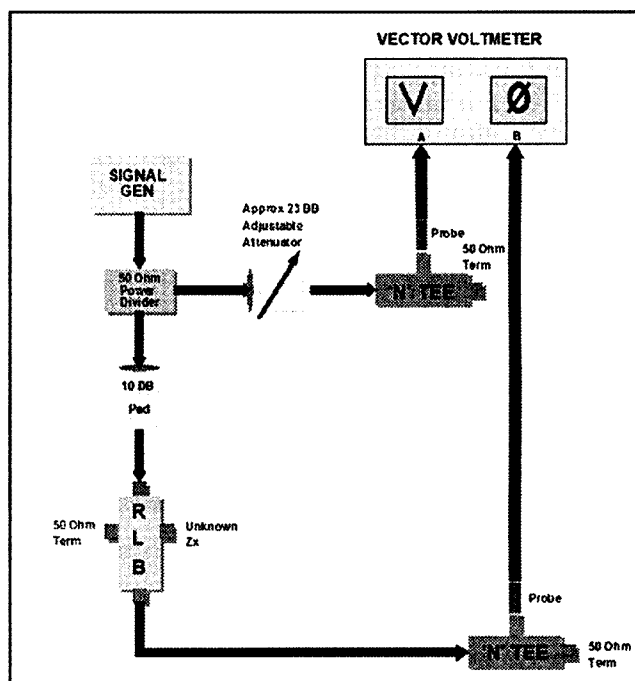 VECTOR VOLTMETER
V
Ø
A
B
SIGNAL
GEN
Approx 23 DB
Adjustable
Attenuator
Probe
50 Ohm
Term
50 Ohm
Power
Divider
"N" TEE
10 DB
Pad
50 Ohm
Term
R
L
B
Unknown
Zx
Probe
"N" TEE
50 Ohm
Term